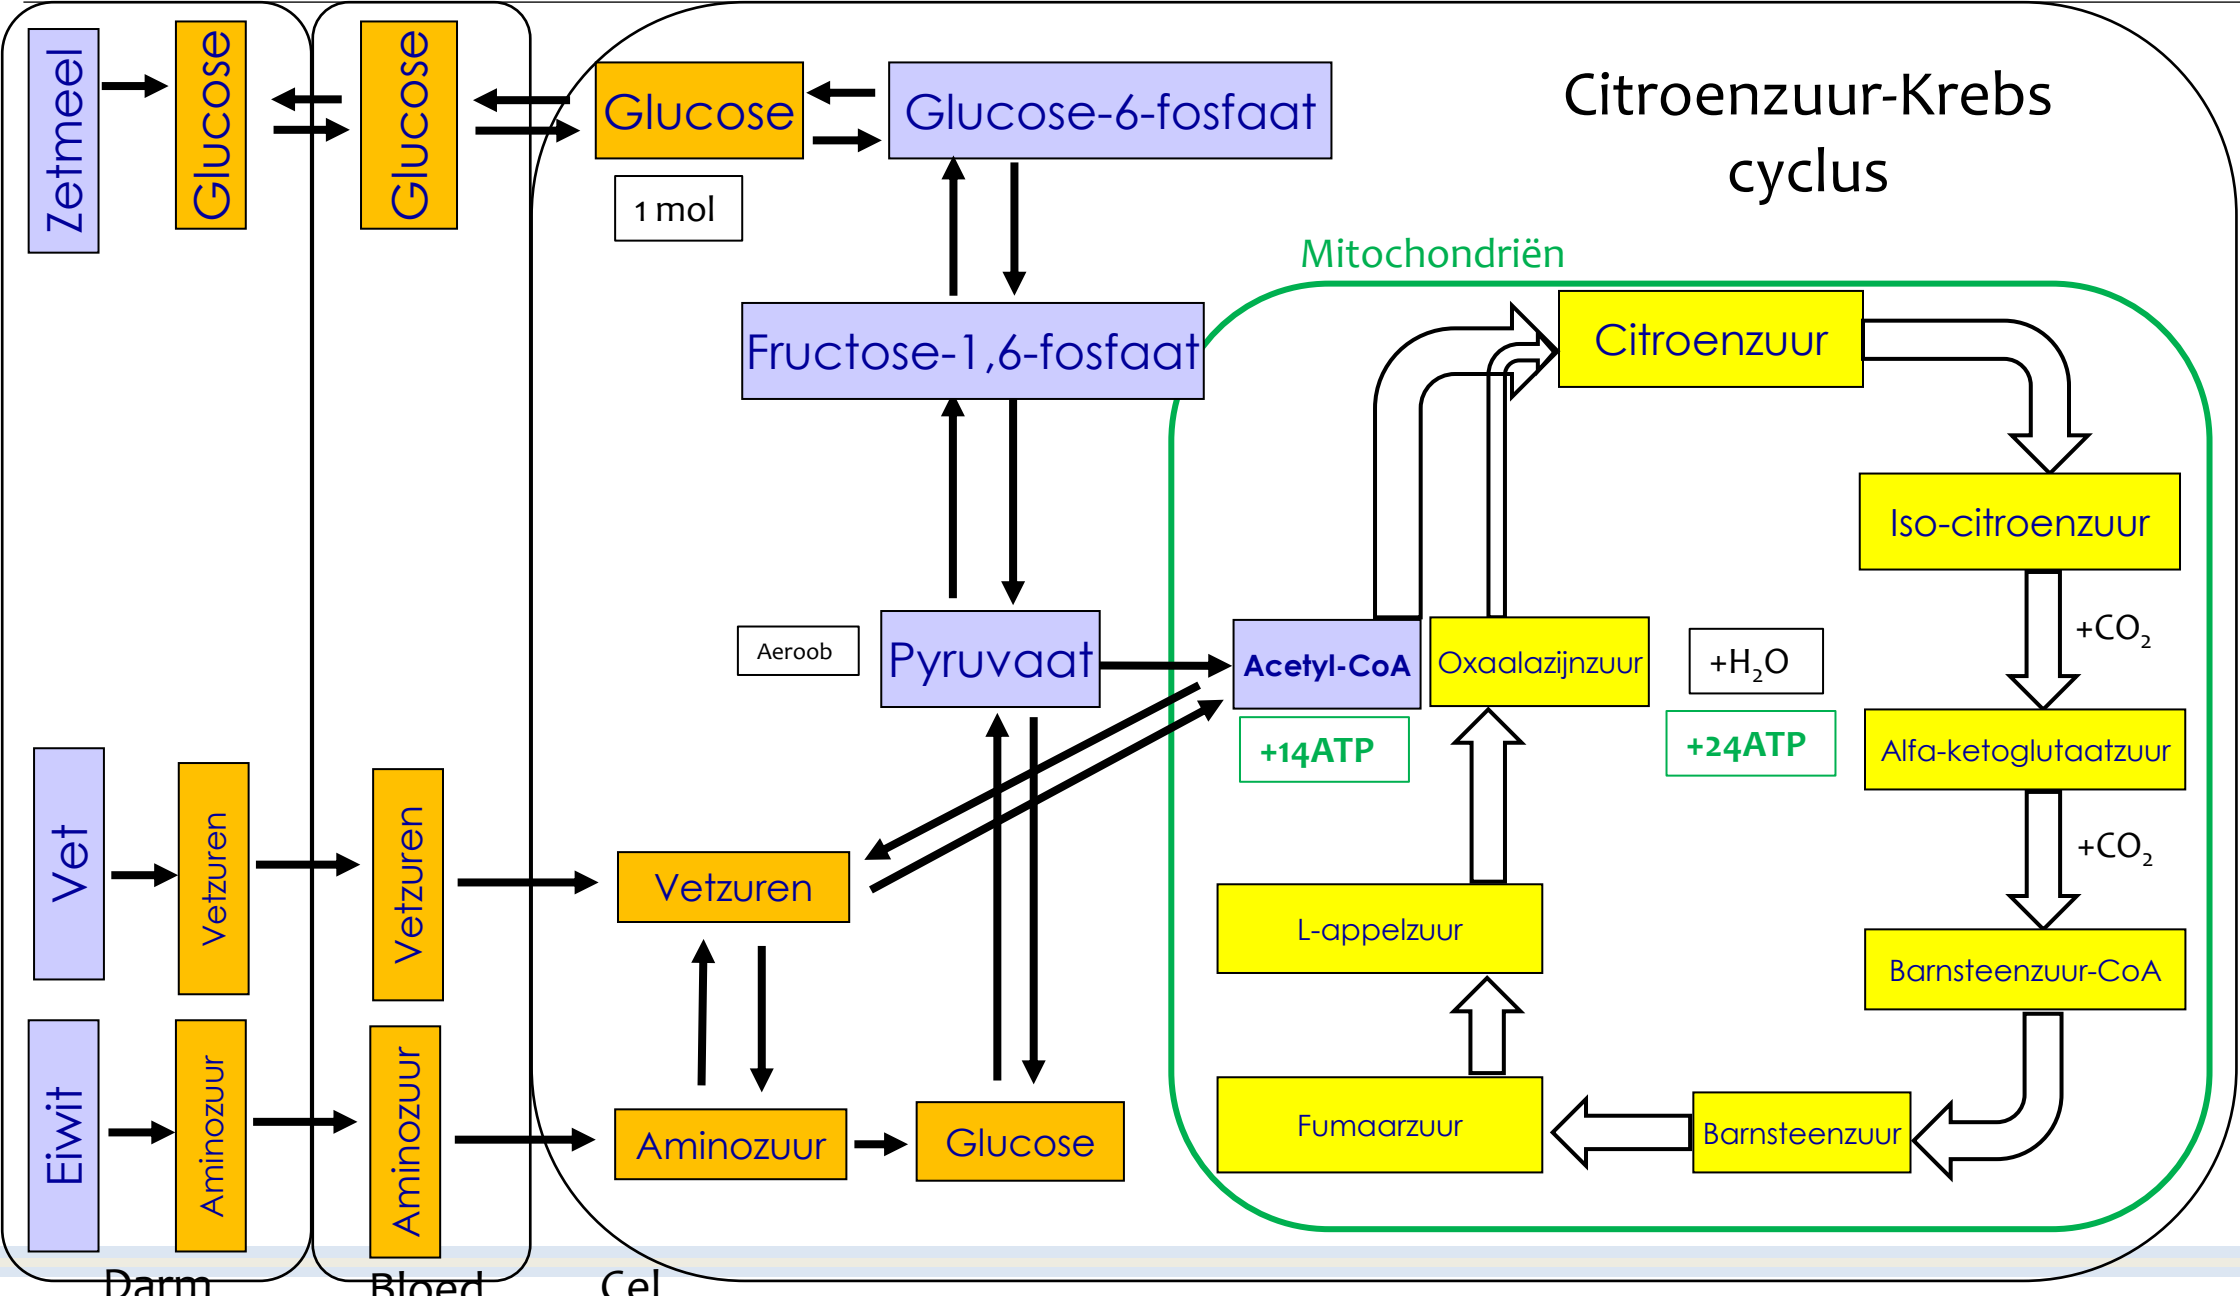 Citroenzuur-Krebs
cyclus
Zetmeel
Glucose
Glucose
Glucose
Glucose-6-fosfaat
1 mol
Mitochondriën
Fructose-1,6-fosfaat
Citroenzuur
Iso-citroenzuur
+CO₂
Aeroob
Pyruvaat
Acetyl-CoA
Oxaalazijnzuur
+H₂O
+14ATP
+24ATP
Alfa-ketoglutaatzuur
+CO₂
Vet
Vetzuren
Vetzuren
Vetzuren
L-appelzuur
Barnsteenzuur-CoA
Eiwit
Aminozuur
Aminozuur
Aminozuur
Glucose
Fumaarzuur
Barnsteenzuur
Darm
Bloed
Cel